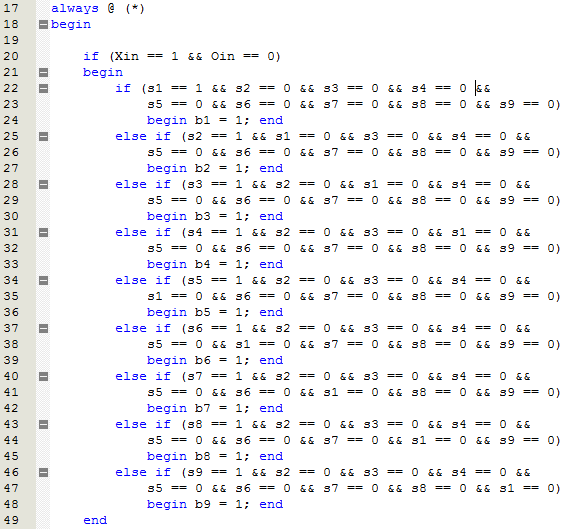 17 always @ (*)
18 begin
19
20 if (Xin == 1 && Oin == 0)
21 begin
22 if (s1 == 1 && s2 == 0 && s3 == 0 && s4 == 0 &&
23 s5 == 0 && s6 == 0 && s7 == 0 && s8 == 0 && s9 == 0)
24 begin b1 = 1; end
25 else if (s2 == 1 && s1 == 0 && s3 == 0 && s4 == 0 &&
26 s5 == 0 && s6 == 0 && s7 == 0 && s8 == 0 && s9 == 0)
27 begin b2 = 1; end
28 else if (s3 == 1 && s2 == 0 && s1 == 0 && s4 == 0 &&
29 s5 == 0 && s6 == 0 && s7 == 0 && s8 == 0 && s9 == 0)
30 begin b3 = 1; end
31 else if (s4 == 1 && s2 == 0 && s3 == 0 && s1 == 0 &&
32 s5 == 0 && s6 == 0 && s7 == 0 && s8 == 0 && s9 == 0)
33 begin b4 = 1; end
34 else if (s5 == 1 && s2 == 0 && s3 == 0 && s4 == 0 &&
35 s1 == 0 && s6 == 0 && s7 == 0 && s8 == 0 && s9 == 0)
36 begin b5 = 1; end
37 else if (s6 == 1 && s2 == 0 && s3 == 0 && s4 == 0 &&
38 s5 == 0 && s1 == 0 && s7 == 0 && s8 == 0 && s9 == 0)
39 begin b6 = 1; end
40 else if (s7 == 1 && s2 == 0 && s3 == 0 && s4 == 0 &&
41 s5 == 0 && s6 == 0 && s1 == 0 && s8 == 0 && s9 == 0)
42 begin b7 = 1; end
43 else if (s8 == 1 && s2 == 0 && s3 == 0 && s4 == 0 &&
44 s5 == 0 && s6 == 0 && s7 == 0 && s1 == 0 && s9 == 0)
45 begin b8 = 1; end
46 else if (s9 == 1 && s2 == 0 && s3 == 0 && s4 == 0 &&
47 s5 == 0 && s6 == 0 && s7 == 0 && s8 == 0 && s1 == 0)
48 begin b9 = 1; end
49 end